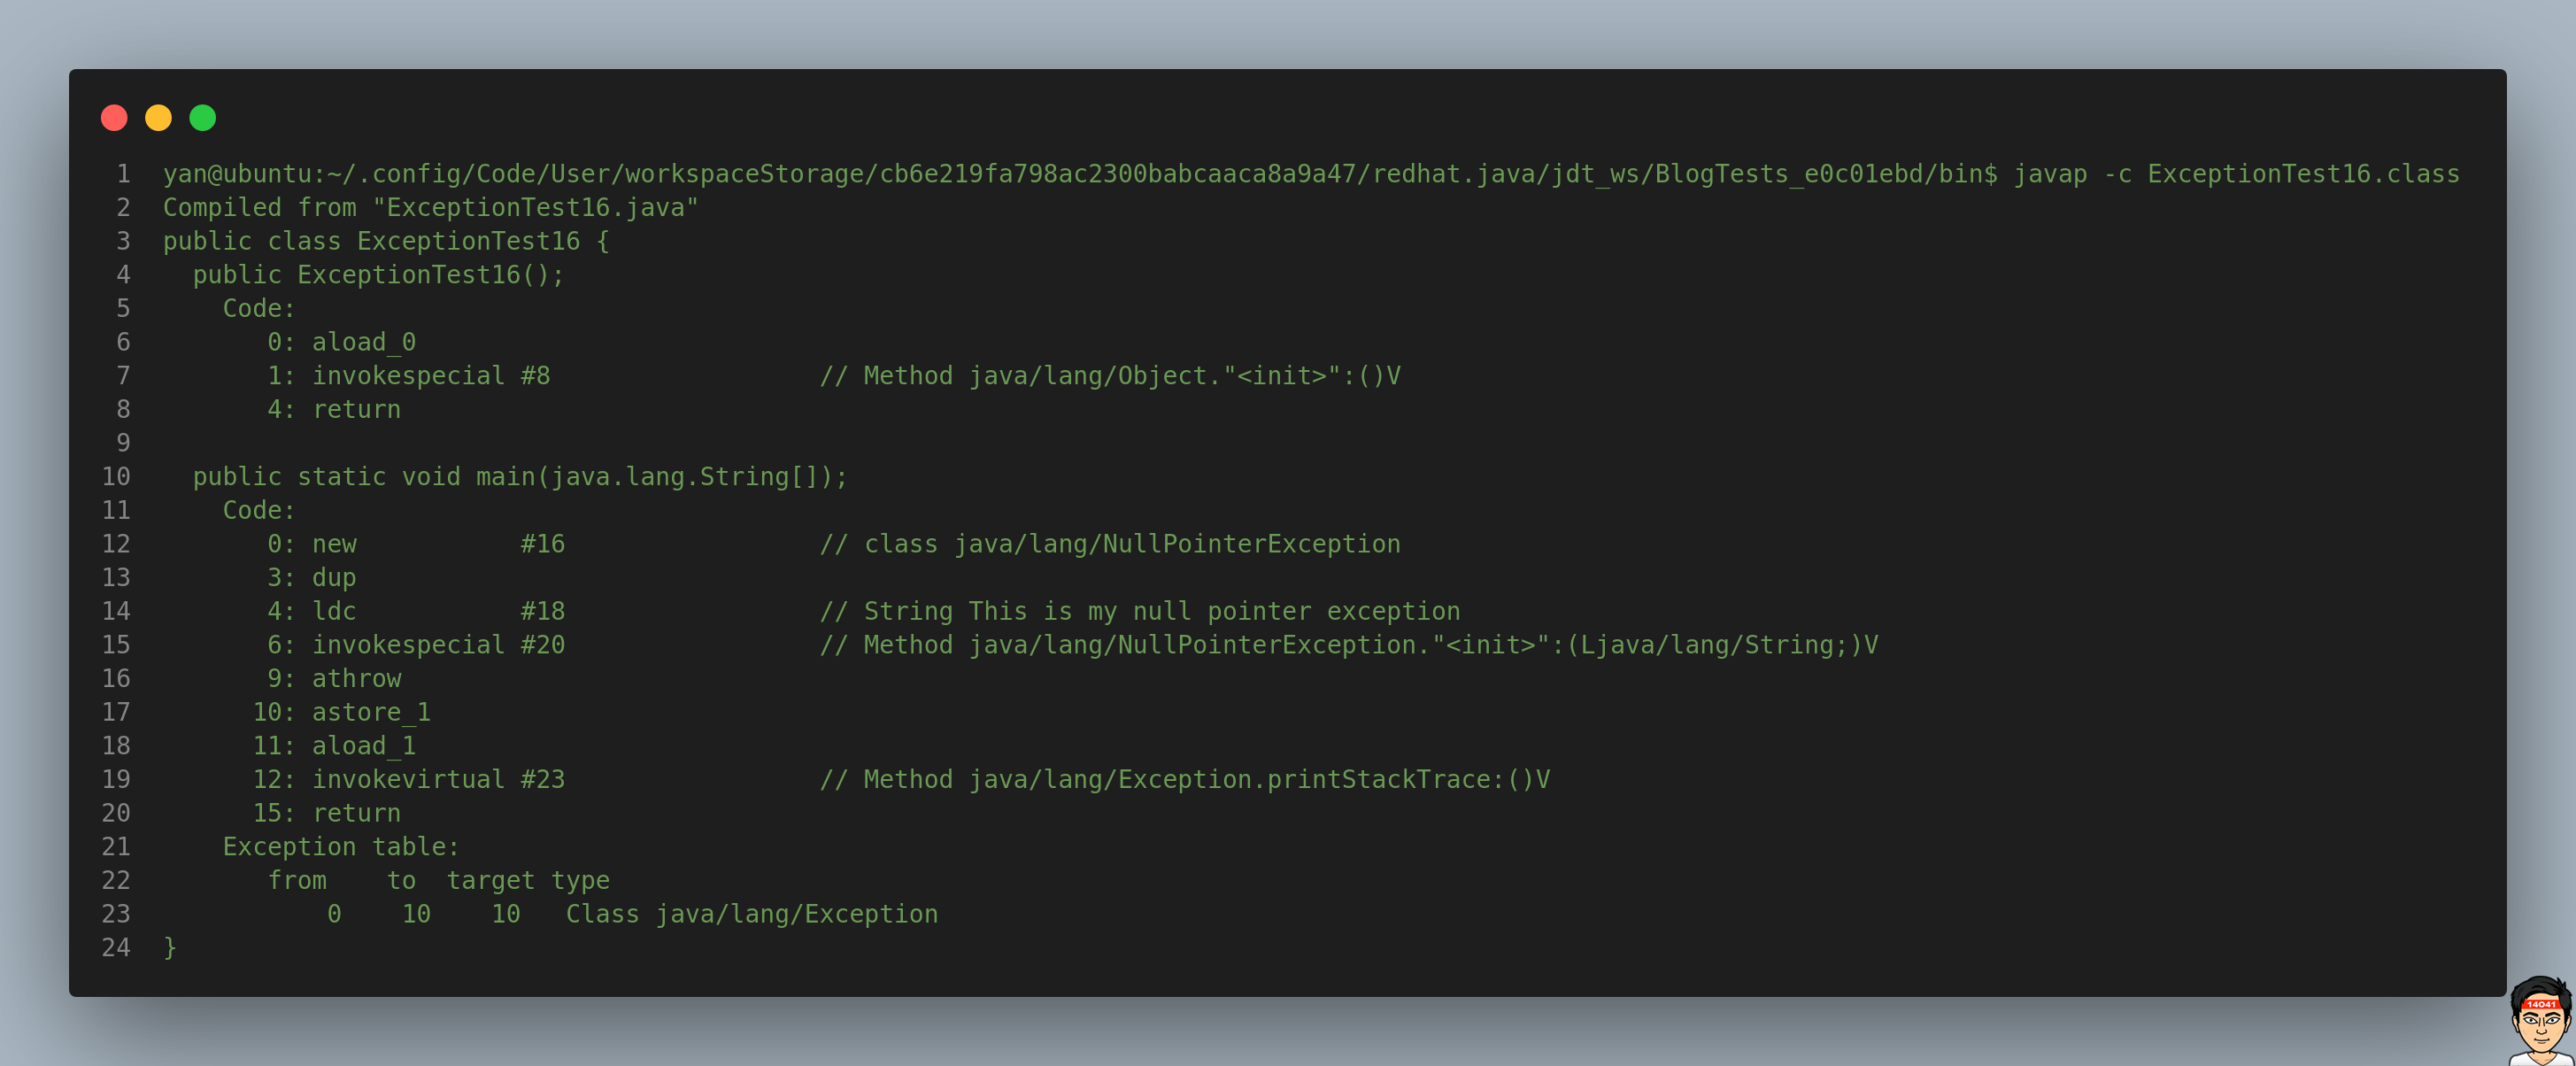 1 yan@ubuntu:~/.config/Code/User/workspaceStorage/cb6e219fa798ac2300babcaaca8a9a47/redhat.java/jdt_ws/BlogTests_e0c01ebd/bin$ javap -c ExceptionTest16.class
2 Compiled from "ExceptionTest16.java"
3 public class ExceptionTest16 {
4   public ExceptionTest16();
5     Code:
6        0: aload_0
7        1: invokespecial #8                  // Method java/lang/Object."<init>":()V
8        4: return
9
10   public static void main(java.lang.String[]);
11     Code:
12        0: new           #16                 // class java/lang/NullPointerException
13        3: dup
14        4: ldc           #18                 // String This is my null pointer exception
15        6: invokespecial #20                 // Method java/lang/NullPointerException."<init>":(Ljava/lang/String;)V
16        9: athrow
17       10: astore_1
18       11: aload_1
19       12: invokevirtual #23                 // Method java/lang/Exception.printStackTrace:()V
20       15: return
21     Exception table:
22        from    to  target type
23            0    10    10   Class java/lang/Exception
24 }
14041